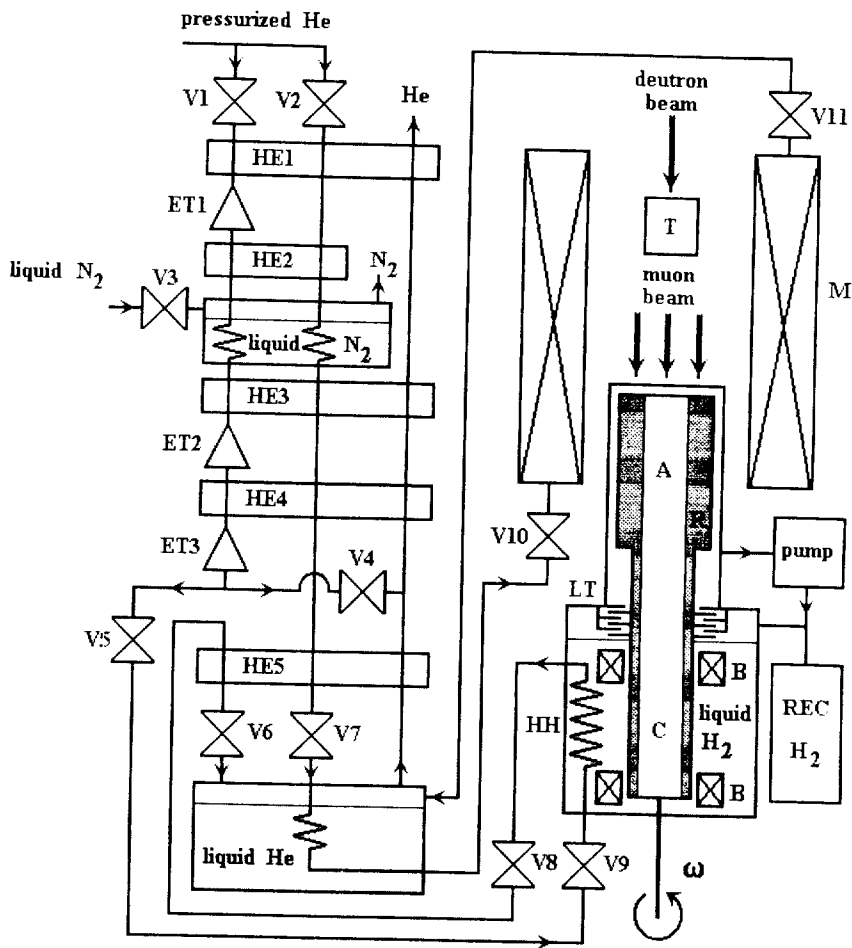 pressurized He
V1
V2
He
deutron
beam
V11
HE1
ET1
T
HE2
liquid N2
V3
N2
muon
beam
M
liquid N2
HE3
ET2
A
HE4
R
V10
ET3
V4
pump
LT
V5
HE5
B
liquid
H2
REC
H2
V6
V7
HH
C
B
liquid He
V8
V9
ω